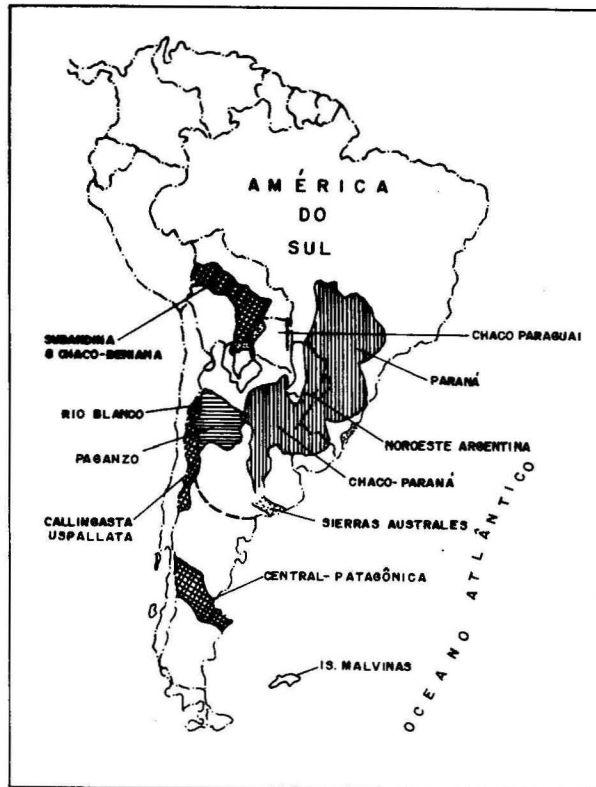 AMÉRICA
DO
SUL
SUBANDINA
& CHACO-BENIANA
CHACO PARAGUAI
PARANÁ
RIO BLANCO
NOROESTE ARGENTINA
PAGANZO
CHACO-PARANÁ
CALLINGASTA
USPALLATA
SIERRAS AUSTRALES
CENTRAL-PATAGÔNICA
IS. MALVINAS
OCEANO ATLÂNTICO